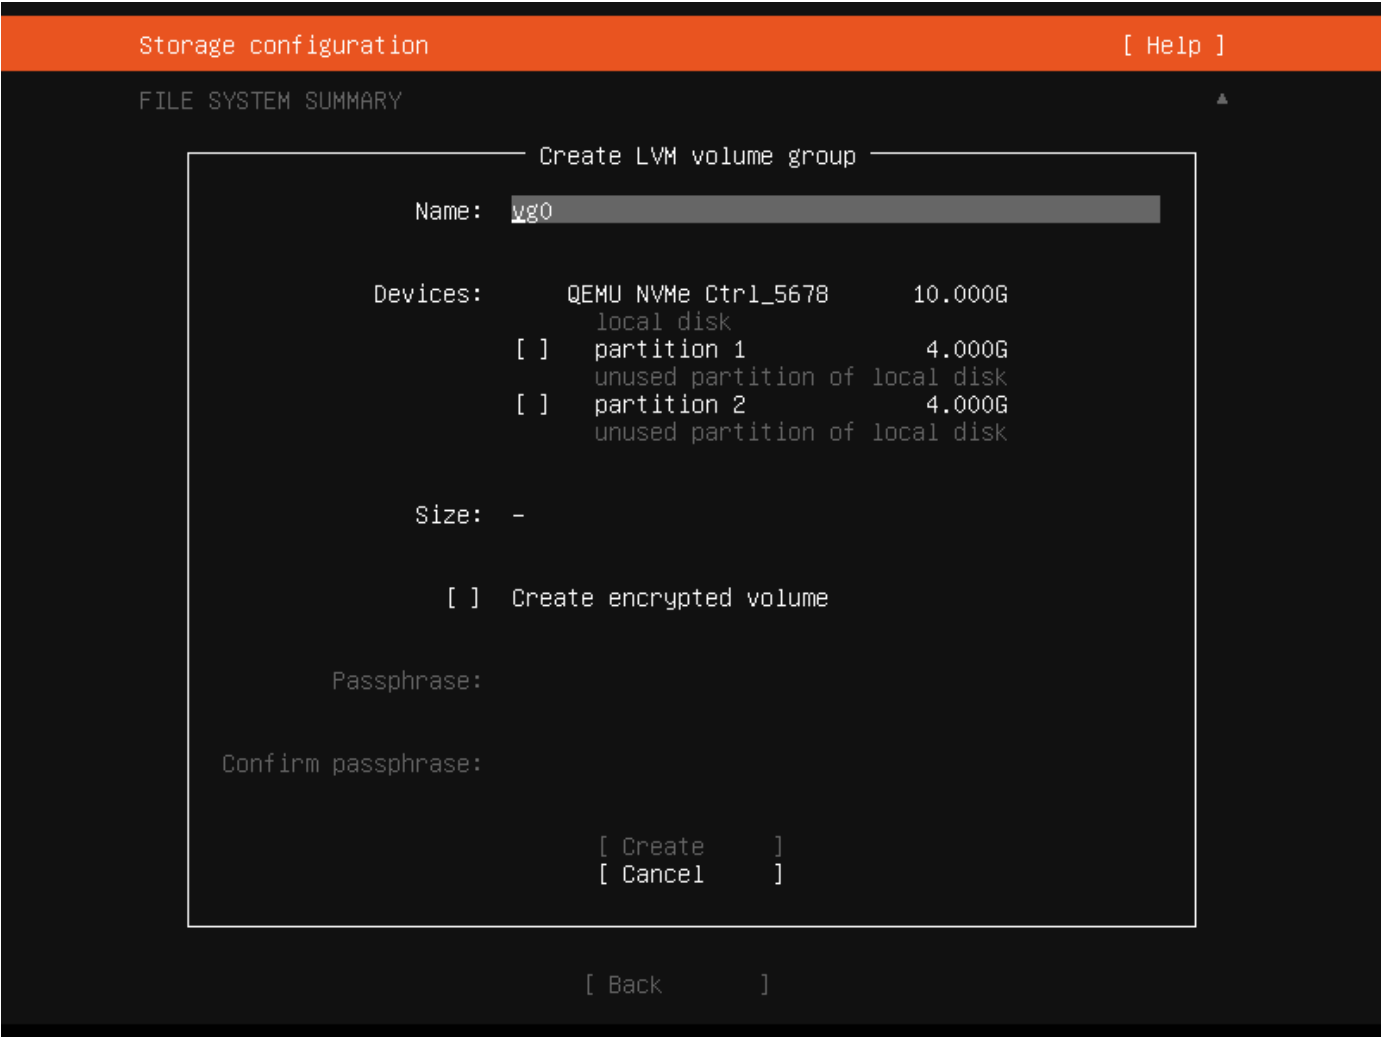 Storage configuration [ Help ]
FILE SYSTEM SUMMARY ▲
Create LVM volume group
Name: vg0
Devices: QEMU NVMe Ctrl_5678 10.000G
local disk
[ ] partition 1 4.000G
unused partition of local disk
[ ] partition 2 4.000G
unused partition of local disk
Size: -
[ ] Create encrypted volume
Passphrase:
Confirm passphrase:
[ Create ]
[ Cancel ]
[ Back ]